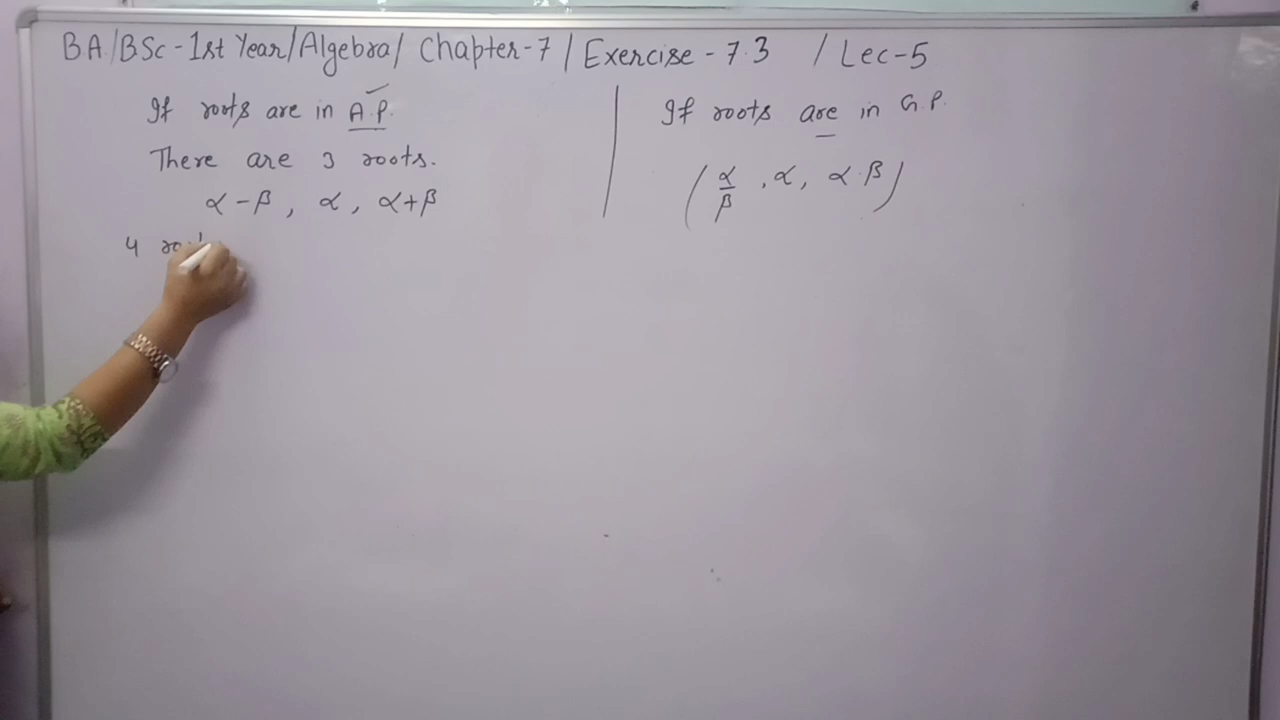 BA/BSc-1st Year/Algebra/ Chapter-7 / Exercise-7.3 / Lec-5
If roots are in A.P.
There are 3 roots.
α-β, α, α+β
4
If roots are in G.P.
(α/β, α, α.β)